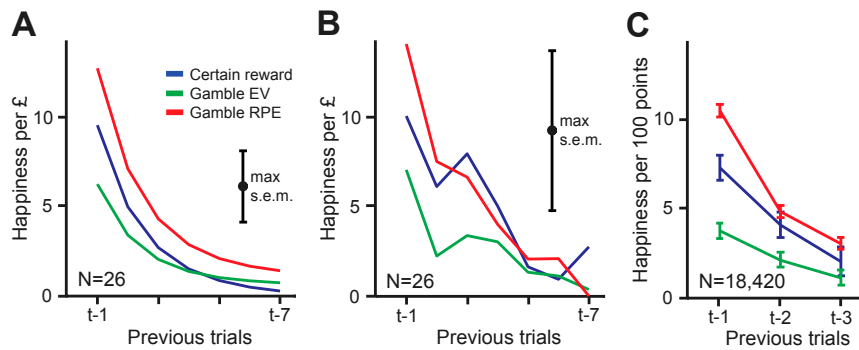 A
Happiness per £
10
5
0
Certain reward
Gamble EV
Gamble RPE
max
s.e.m.
N=26
t-1
t-7
Previous trials
B
Happiness per £
10
5
0
max
s.e.m.
N=26
t-1
t-7
Previous trials
C
Happiness per 100 points
10
5
0
N=18,420
t-1
t-2
t-3
Previous trials